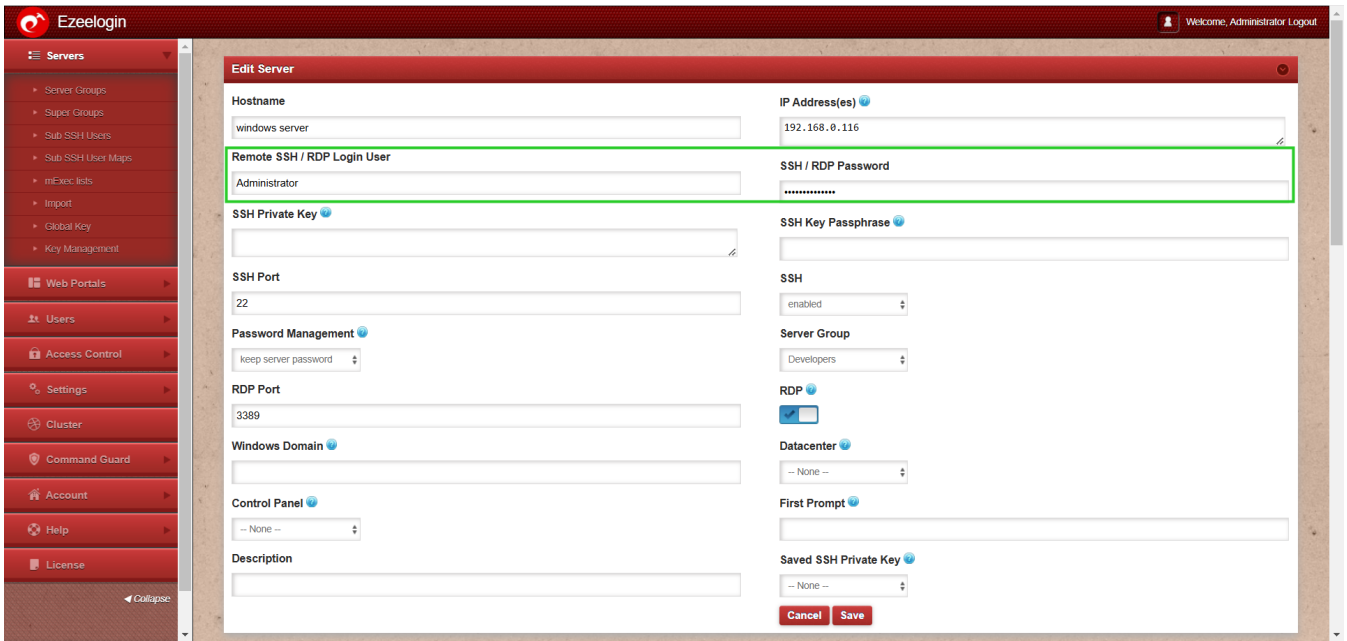 Ezeelogin
Welcome, Administrator Logout
Servers
Server Groups
Super Groups
Sub SSH Users
Sub SSH User Maps
mExec lists
Import
Global Key
Key Management
Web Portals
Users
Access Control
Settings
Cluster
Command Guard
Account
Help
License
Collapse
Edit Server
Hostname
windows server
IP Address(es)
192.168.0.116
Remote SSH / RDP Login User
Administrator
SSH / RDP Password
••••••••••••••
SSH Private Key
SSH Key Passphrase
SSH Port
22
SSH
enabled
Password Management
keep server password
Server Group
Developers
RDP Port
3389
RDP
Windows Domain
Datacenter
-- None --
Control Panel
-- None --
First Prompt
Description
Saved SSH Private Key
-- None --
Cancel Save